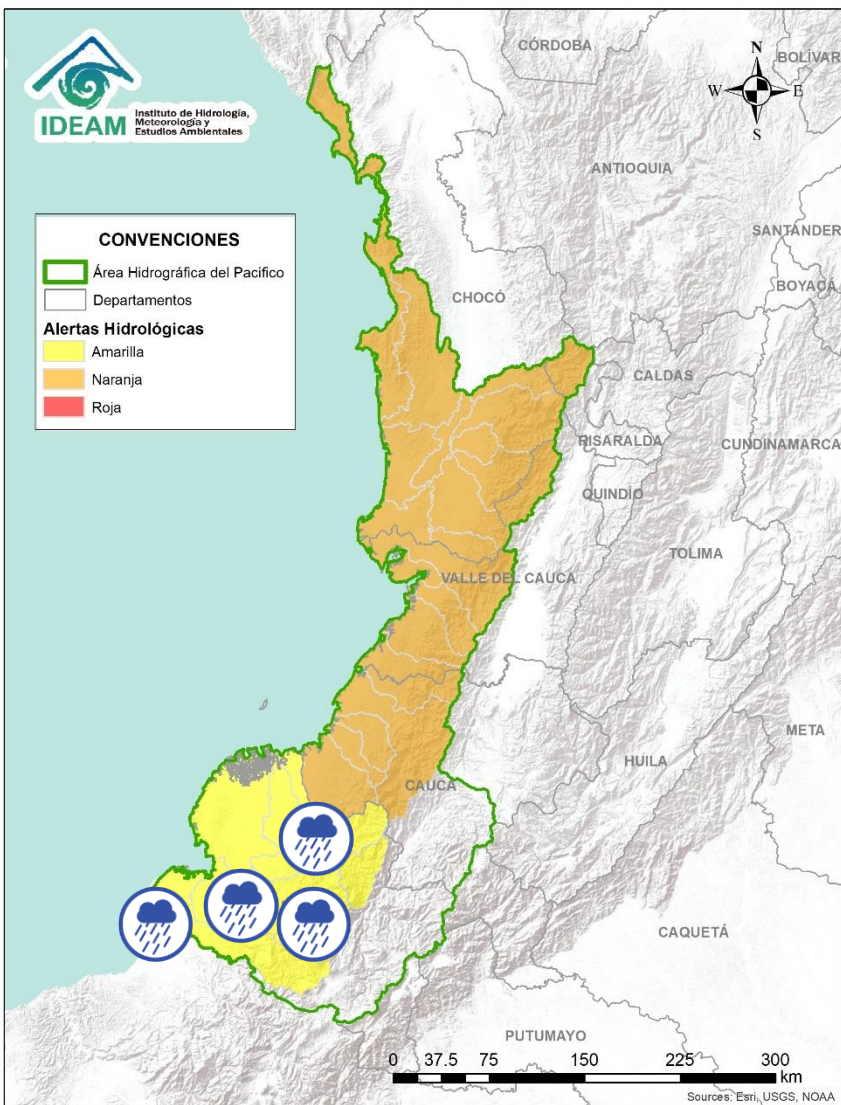 IDEAM
Instituto de Hidrología,
Meteorología y
Estudios Ambientales
CÓRDOBA
BOLÍVAR
N
W
E
S
ANTIOQUIA
SANTANDER
BOYACÁ
CONVENCIONES
Área Hidrográfica del Pacifico
Departamentos
Alertas Hidrológicas
Amarilla
Naranja
Roja
CHOCÓ
CALDAS
RISARALDA
CUNDINAMARCA
QUINDÍO
TOLIMA
VALLE DEL CAUCA
META
HUILA
CAUCA
CAQUETÁ
PUTUMAYO
0 37.5 75 150 225 300
km
Sources: Esri, USGS, NOAA